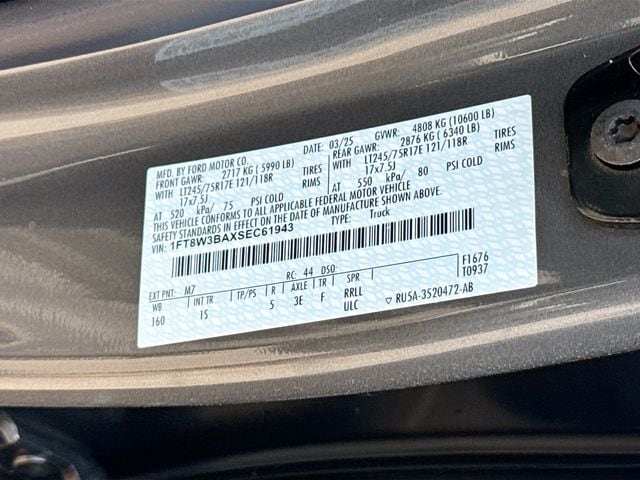 MFD. BY FORD MOTOR CO.
DATE: 03/25 GVWR: 4808 KG (10600 LB)
FRONT GAWR: 2717 KG (5990 LB) REAR GAWR: 2876 KG (6340 LB)
WITH LT245/75R17E 121/118R TIRES WITH LT245/75R17E 121/118R TIRES
17x7.5J RIMS 17x7.5J RIMS
AT 520 kPa/ 75 PSI COLD AT 550 kPa/ 80 PSI COLD
THIS VEHICLE CONFORMS TO ALL APPLICABLE FEDERAL MOTOR VEHICLE
SAFETY STANDARDS IN EFFECT ON THE DATE OF MANUFACTURE SHOWN ABOVE.
VIN: 1FT8W3BAXSEC61943 TYPE: Truck
F1676
T0937
EXT PNT: M7 RC: 44 DSO:
WB INT TR TP/PS R AXLE TR SPR
160 1S 5 3E F RRLL
ULC ▽ RU5A-3520472-AB